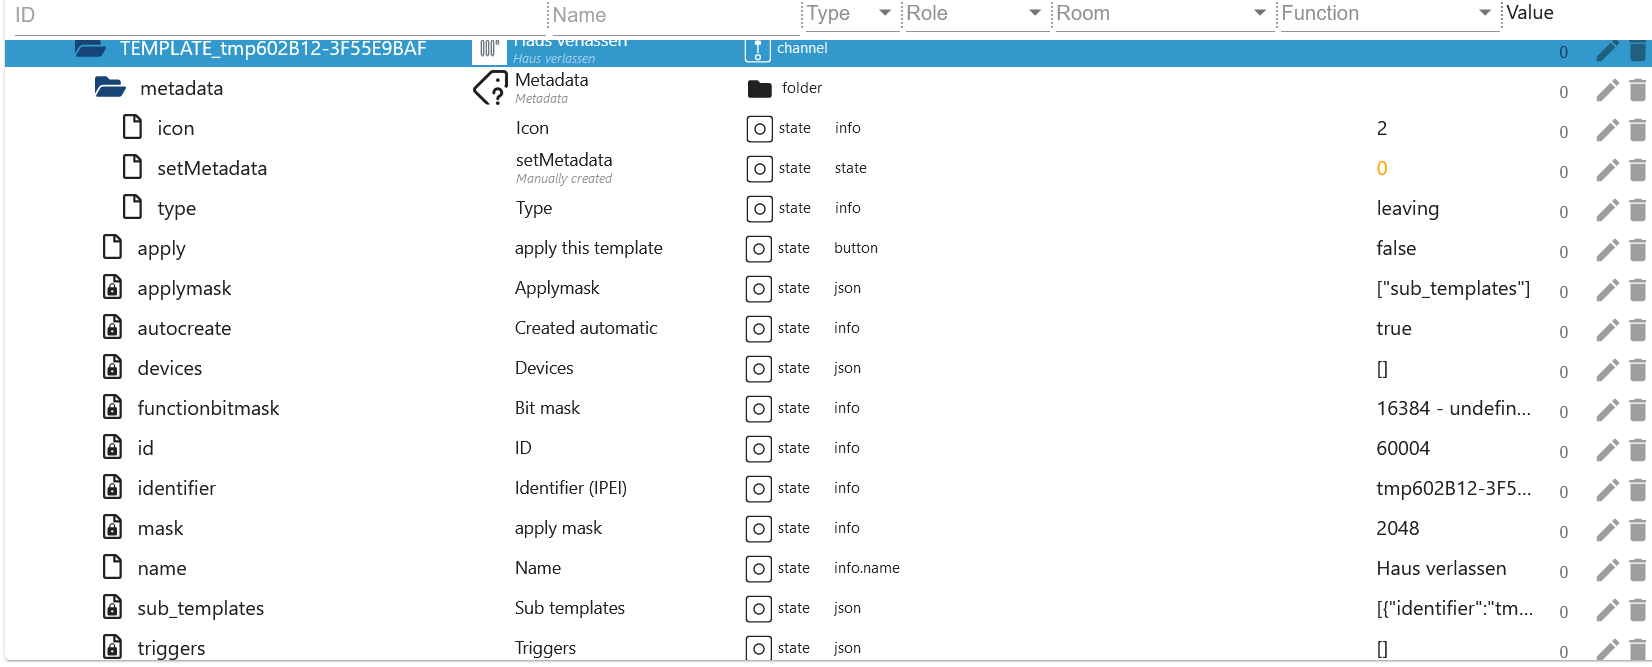 ID Name Type Role Room Function Value
TEMPLATE_tmp602B12-3F55E9BAF Haus verlassen channel 0
Haus verlassen
metadata Metadata folder 0
Metadata
icon Icon state info 2 0
setMetadata setMetadata state state 0 0
Manually created
type Type state info leaving 0
apply apply this template state button false 0
applymask Applymask state json ["sub_templates"] 0
autocreate Created automatic state info true 0
devices Devices state json [] 0
functionbitmask Bit mask state info 16384 - undefin... 0
id ID state info 60004 0
identifier Identifier (IPEI) state info tmp602B12-3F5... 0
mask apply mask state info 2048 0
name Name state info.name Haus verlassen 0
sub_templates Sub templates state json [{"identifier":"tm... 0
triggers Triggers state json [] 0